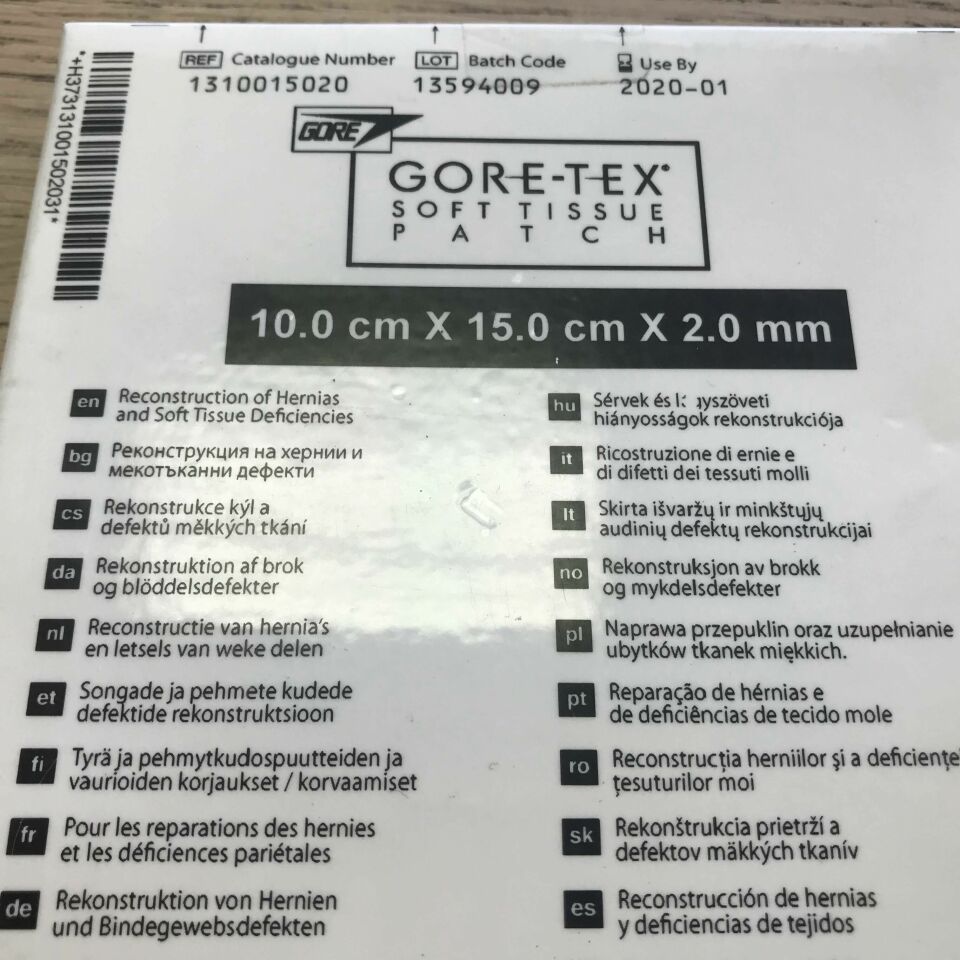 REF Catalogue Number
1310015020
LOT Batch Code
13594009
Use By
2020-01
*+H373131001502031*
GORE
GORE-TEX®
SOFT TISSUE
PATCH
10.0 cm X 15.0 cm X 2.0 mm
en Reconstruction of Hernias
and Soft Tissue Deficiencies
bg Реконструкция на хернии и
мекотъканни дефекти
cs Rekonstrukce kýl a
defektů měkkých tkání
da Rekonstruktion af brok
og blöddelsdefekter
nl Reconstructie van hernia's
en letsels van weke delen
et Songade ja pehmete kudede
defektide rekonstruktsioon
fi Tyrä ja pehmytkudospuutteiden ja
vaurioiden korjaukset / korvaamiset
fr Pour les reparations des hernies
et les déficiences pariétales
de Rekonstruktion von Hernien
und Bindegewebsdefekten
hu Sérvek és
hiányosságok rekonstrukciója
it Ricostruzione di ernie e
di difetti dei tessuti molli
lt Skirta išvaržų ir minkštųjų
audinių defektų rekonstrukcijai
no Rekonstruksjon av brokk
og mykdelsdefekter
pl Naprawa przepuklin oraz uzupełnianie
ubytków tkanek miękkich.
pt Reparação de hérnias e
de deficiências de tecido mole
ro Reconstrucţia herniilor şi a
ţesuturilor moi
sk Rekonštrukcia prietrží a
defektov mäkkých tkanív
es Reconstrucción de hernias
y deficiencias de tejidos